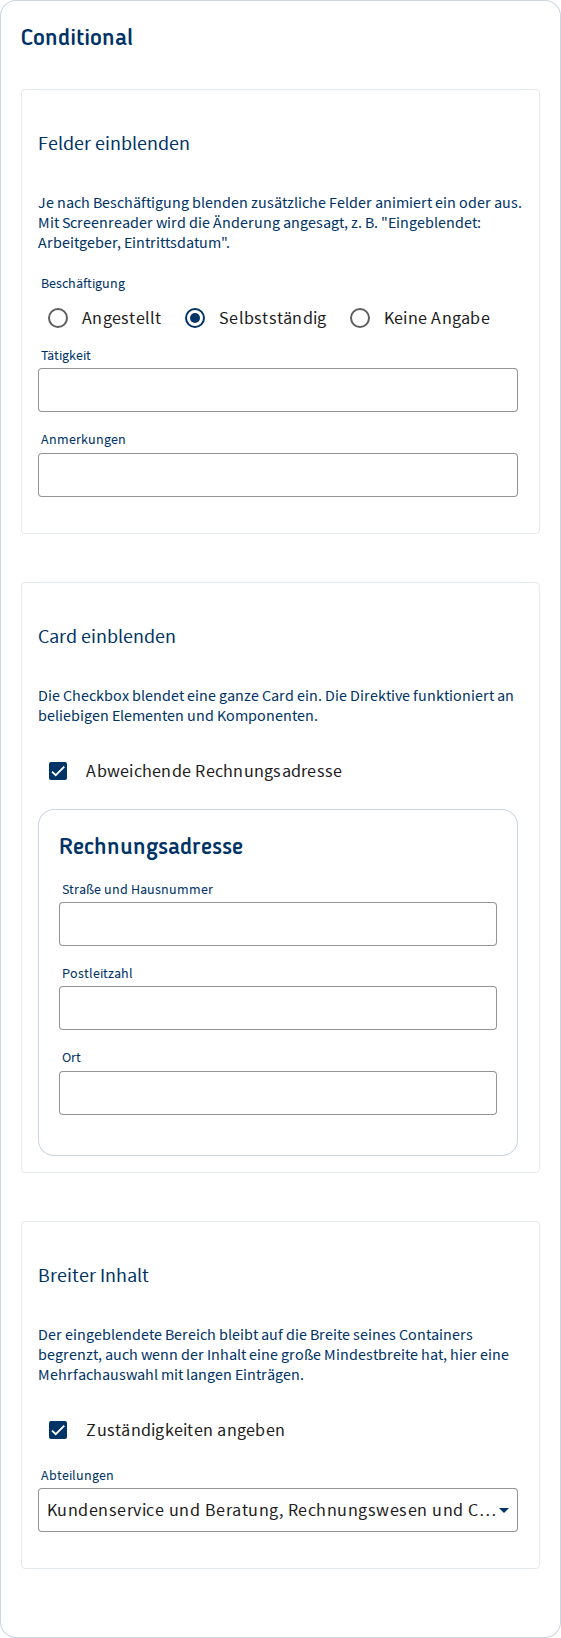 Conditional
Felder einblenden
Je nach Beschäftigung blenden zusätzliche Felder animiert ein oder aus.
Mit Screenreader wird die Änderung angesagt, z. B. "Eingeblendet:
Arbeitgeber, Eintrittsdatum".
Beschäftigung
Angestellt Selbstständig Keine Angabe
Tätigkeit
Anmerkungen
Card einblenden
Die Checkbox blendet eine ganze Card ein. Die Direktive funktioniert an
beliebigen Elementen und Komponenten.
Abweichende Rechnungsadresse
Rechnungsadresse
Straße und Hausnummer
Postleitzahl
Ort
Breiter Inhalt
Der eingeblendete Bereich bleibt auf die Breite seines Containers
begrenzt, auch wenn der Inhalt eine große Mindestbreite hat, hier eine
Mehrfachauswahl mit langen Einträgen.
Zuständigkeiten angeben
Abteilungen
Kundenservice und Beratung, Rechnungswesen und C...